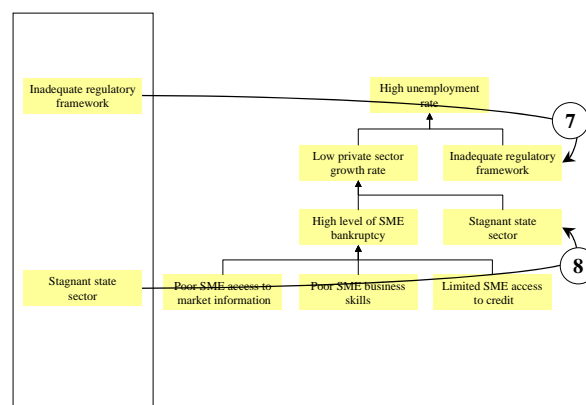 Inadequate regulatory
framework
High unemployment
rate
7
Low private sector
growth rate
Inadequate regulatory
framework
High level of SME
bankruptcy
Stagnant state
sector
8
Stagnant state
sector
Poor SME access to
market information
Poor SME business
skills
Limited SME access
to credit